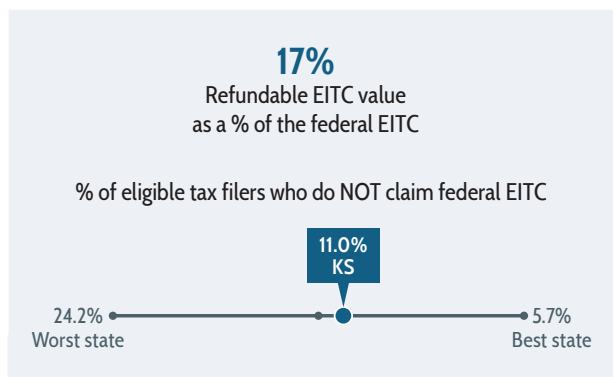 17%
Refundable EITC value
as a % of the federal EITC
% of eligible tax filers who do NOT claim federal EITC
11.0%
KS
24.2%
Worst state
5.7%
Best state